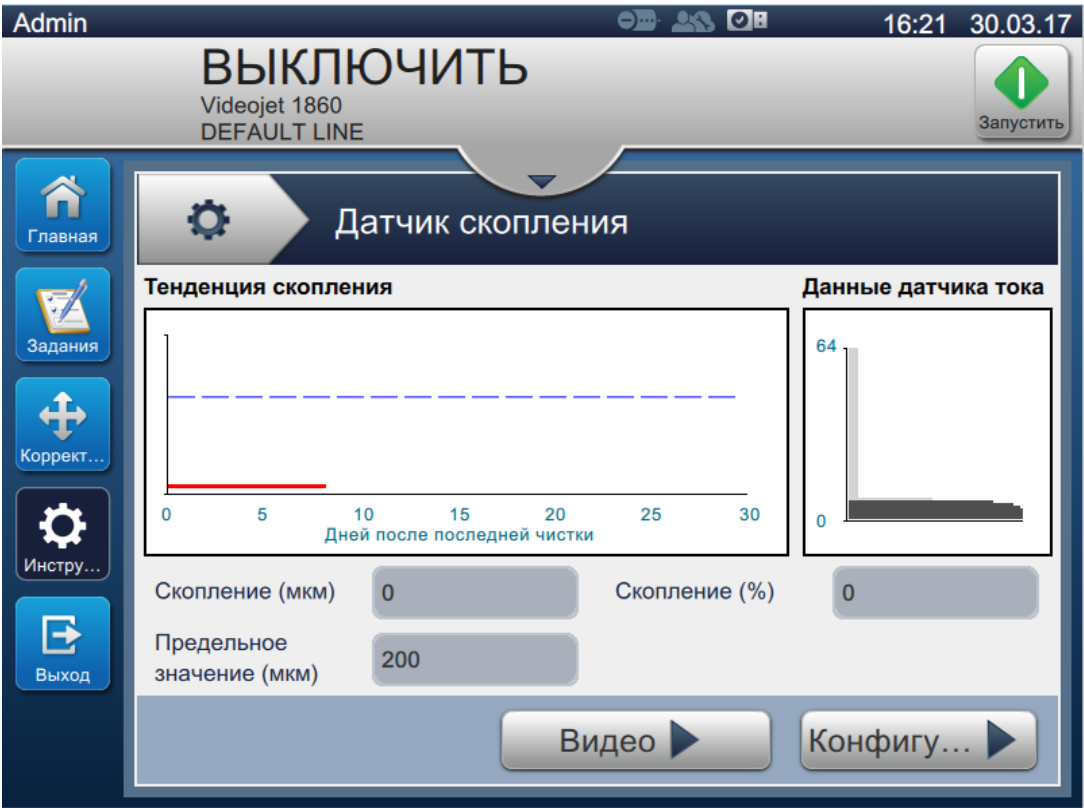 Admin
16:21 30.03.17
ВЫКЛЮЧИТЬ
Videojet 1860
DEFAULT LINE
Запустить
Главная
Задания
Коррект...
Инстру...
Выход
Датчик скопления
Тенденция скопления
0 5 10 15 20 25 30
Дней после последней чистки
Данные датчика тока
64
0
Скопление (мкм) 0
Скопление (%) 0
Предельное
значение (мкм) 200
Видео
Конфигу...